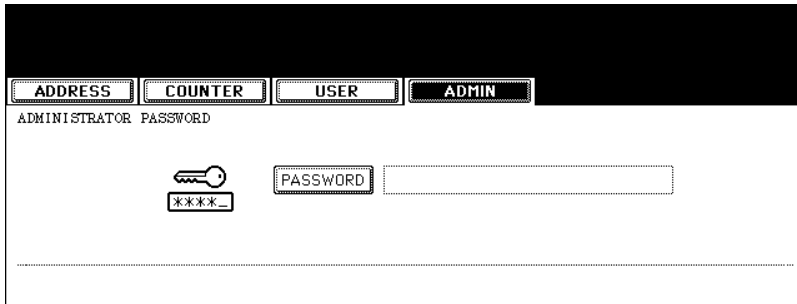 ADDRESS COUNTER USER ADMIN
ADMINISTRATOR PASSWORD
PASSWORD
****_